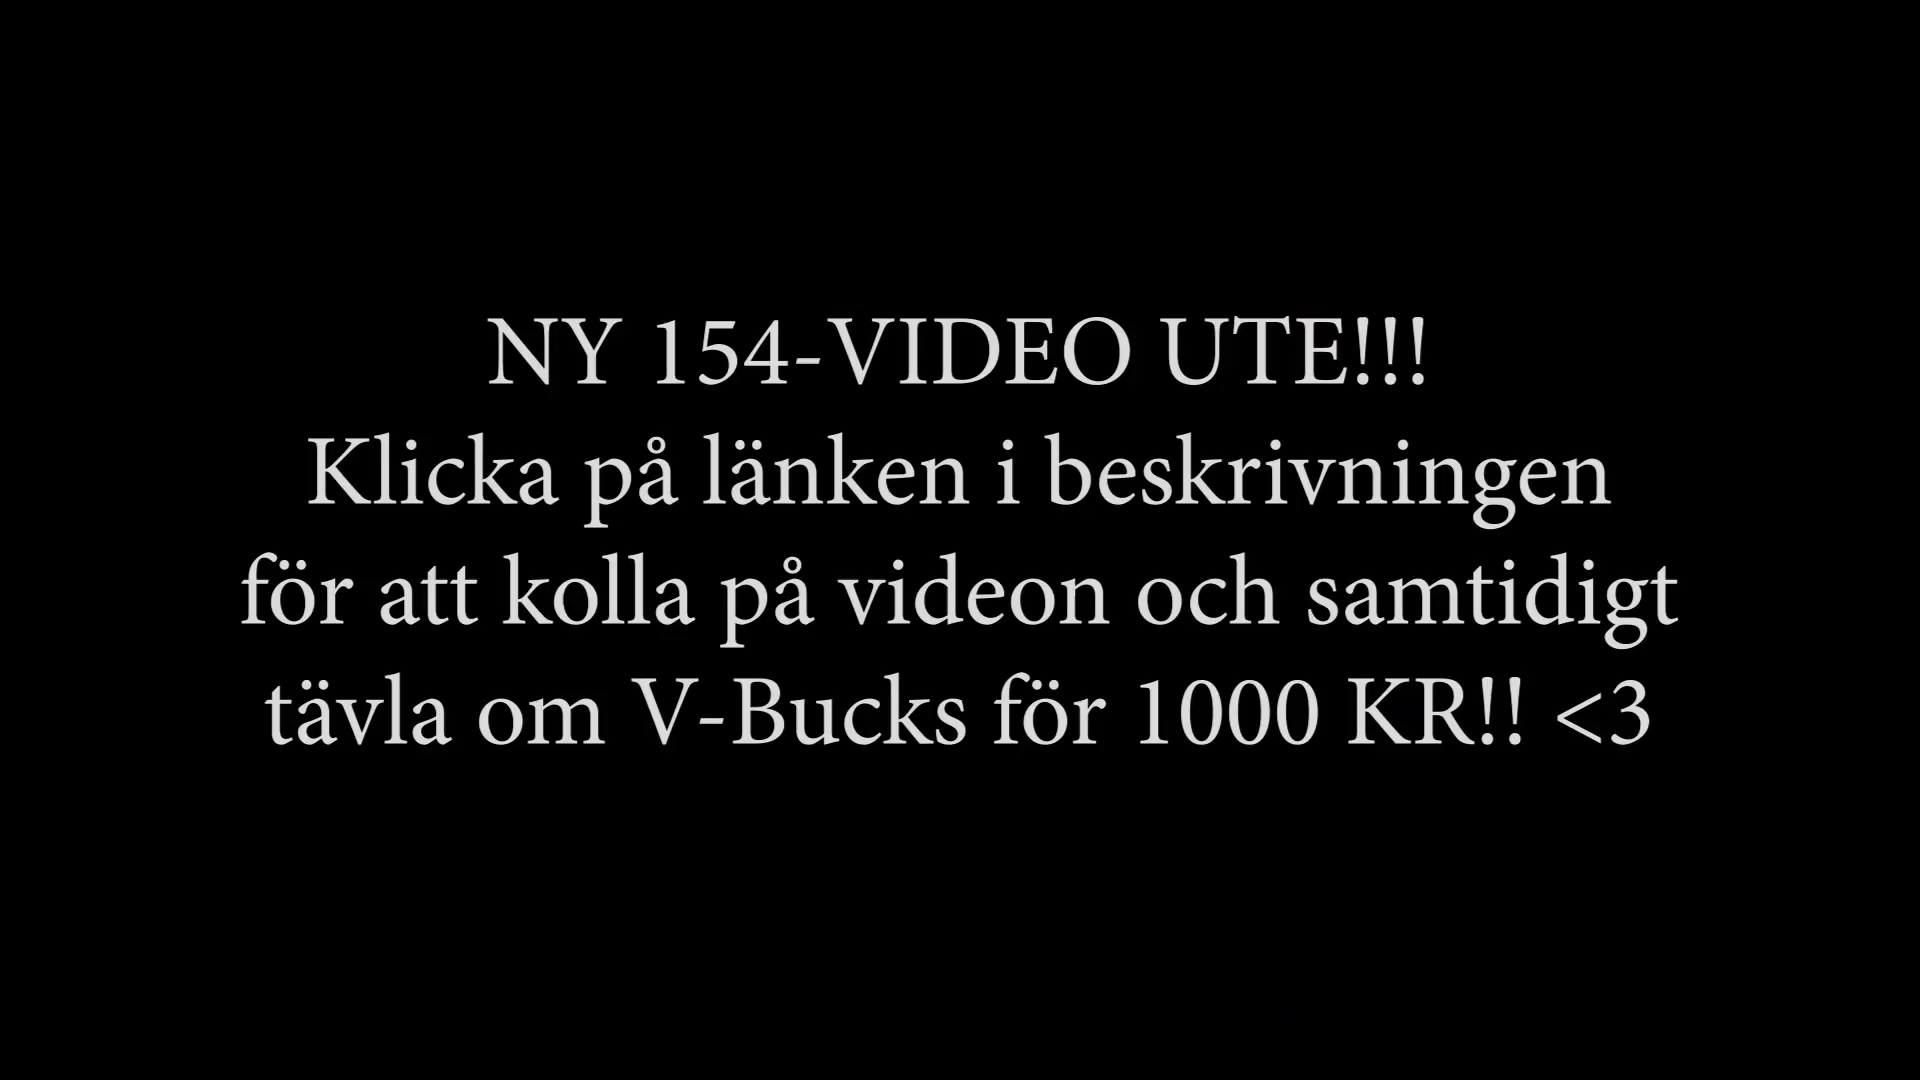 NY 154-VIDEO UTE!!!
Klicka på länken i beskrivningen
för att kolla på videon och samtidigt
tävla om V-Bucks för 1000 KR!! <3